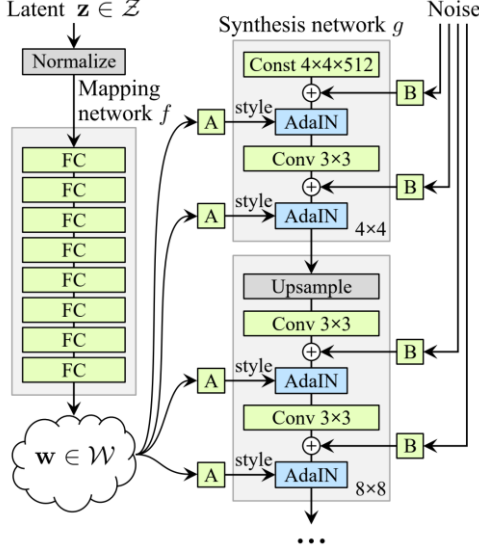 Latent z ∈ 𝒵
Normalize
Mapping
network f
FC
FC
FC
FC
FC
FC
FC
FC
w ∈ 𝒲
Synthesis network g
Noise
Const 4×4×512
B
A
style
AdaIN
Conv 3×3
B
A
style
AdaIN
4×4
Upsample
Conv 3×3
B
A
style
AdaIN
Conv 3×3
B
A
style
AdaIN
8×8
...